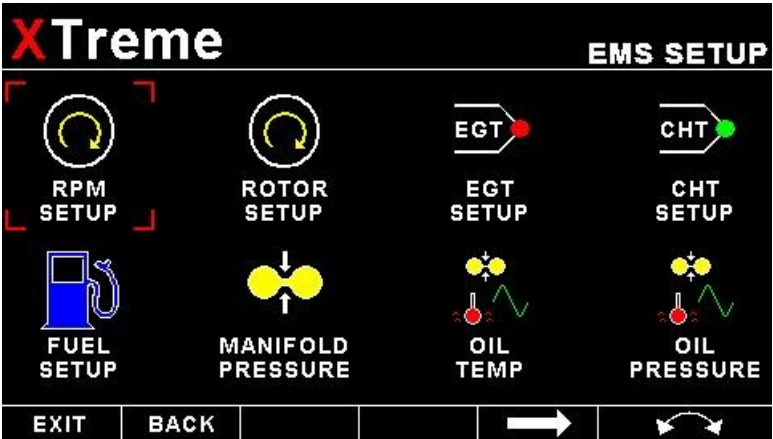 XTreme
EMS SETUP
RPM
SETUP
ROTOR
SETUP
EGT
EGT
SETUP
CHT
CHT
SETUP
FUEL
SETUP
MANIFOLD
PRESSURE
OIL
TEMP
OIL
PRESSURE
EXIT
BACK